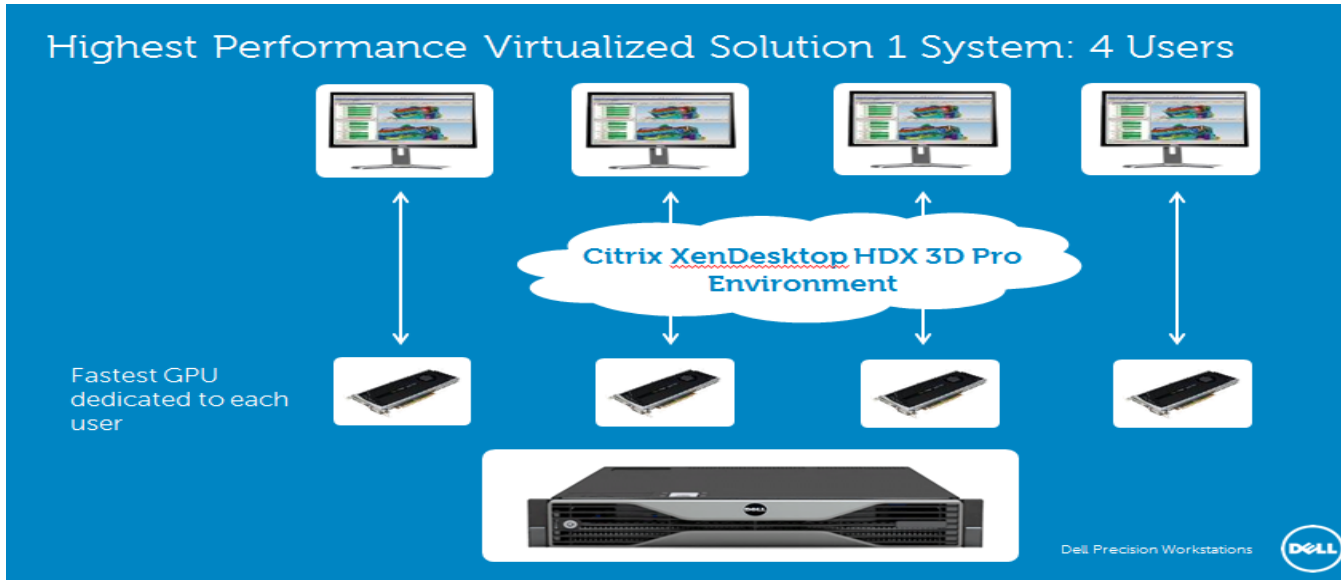 Highest Performance Virtualized Solution 1 System: 4 Users
Citrix XenDesktop HDX 3D Pro
Environment
Fastest GPU
dedicated to each
user
DELL
Dell Precision Workstations
DELL